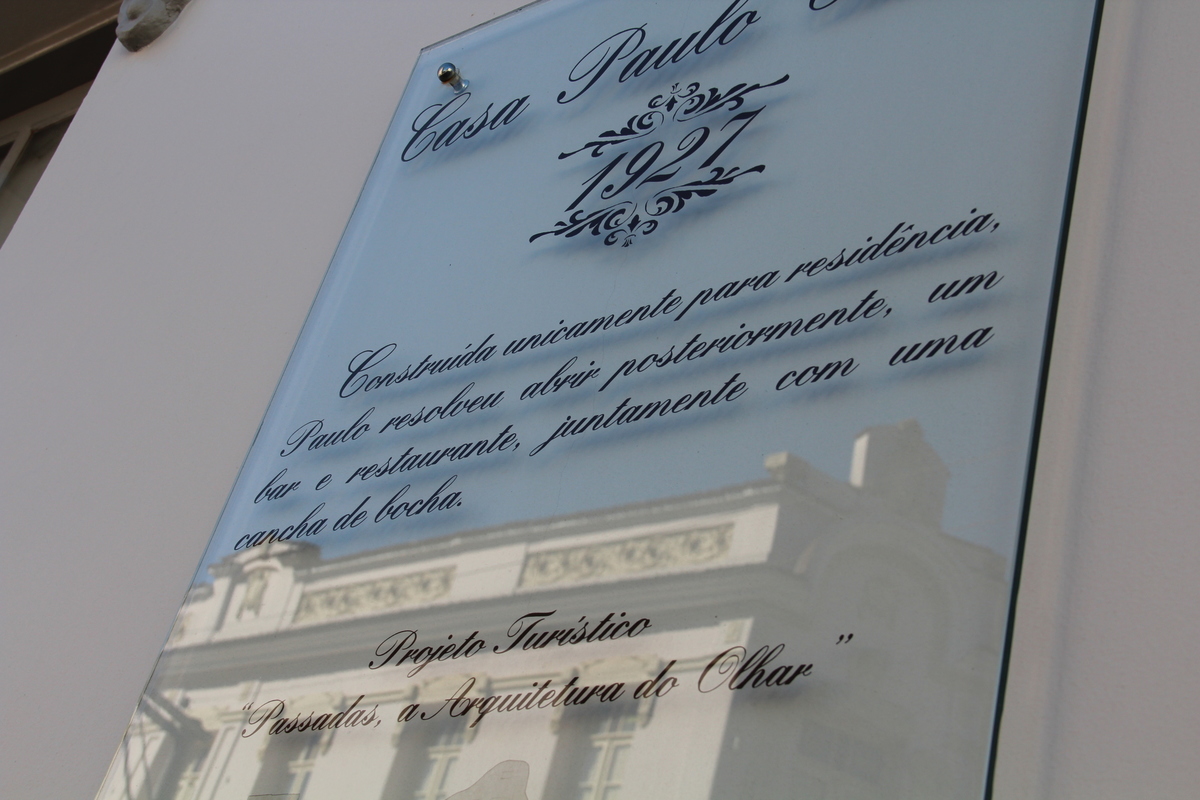 Casa Paulo
1927
Construída unicamente para residência,
Paulo resolveu abrir posteriormente, um
bar e restaurante, juntamente com uma
cancha de bocha.
Projeto Turístico
“Passadas, a Arquitetura do Olhar”